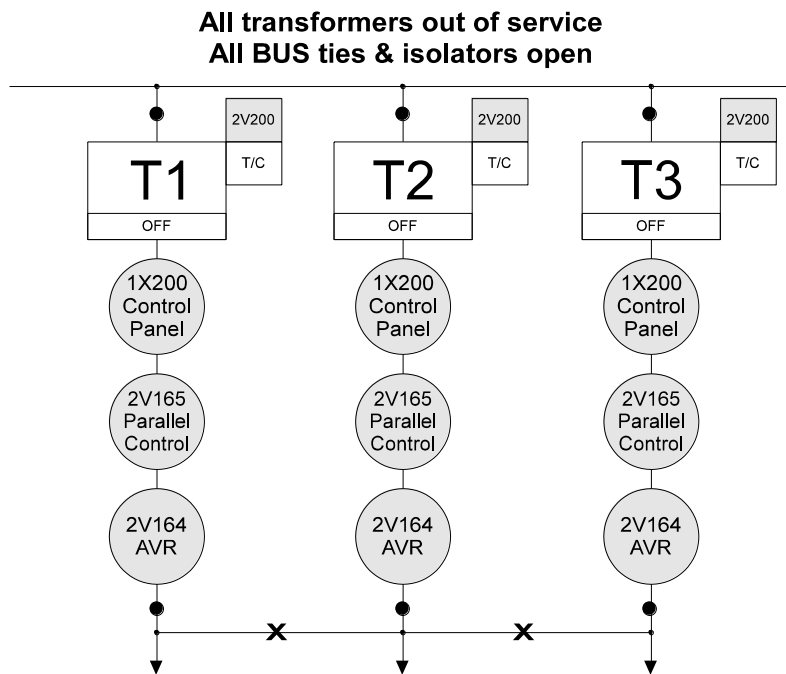 All transformers out of service
All BUS ties & isolators open
2V200
T/C
T1
OFF
1X200
Control
Panel
2V165
Parallel
Control
2V164
AVR
2V200
T/C
T2
OFF
1X200
Control
Panel
2V165
Parallel
Control
2V164
AVR
2V200
T/C
T3
OFF
1X200
Control
Panel
2V165
Parallel
Control
2V164
AVR
X
X